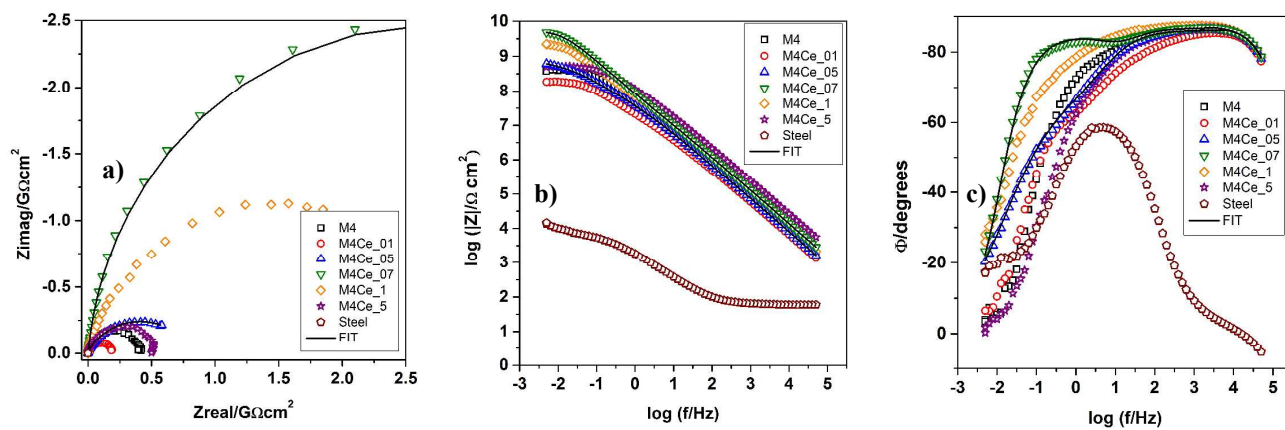 a)
Zimag/GΩcm²
-2.5
-2.0
-1.5
-1.0
-0.5
0.0
0.0 0.5 1.0 1.5 2.0 2.5
Zreal/GΩcm²
M4
M4Ce_01
M4Ce_05
M4Ce_07
M4Ce_1
M4Ce_5
Steel
FIT
b)
log (|Z|/Ω cm²)
10
9
8
7
6
5
4
3
2
1
0
-3 -2 -1 0 1 2 3 4 5
log (f/Hz)
M4
M4Ce_01
M4Ce_05
M4Ce_07
M4Ce_1
M4Ce_5
Steel
FIT
c)
Φ/degrees
-80
-60
-40
-20
0
-3 -2 -1 0 1 2 3 4 5
log (f/Hz)
M4
M4Ce_01
M4Ce_05
M4Ce_07
M4Ce_1
M4Ce_5
Steel
FIT